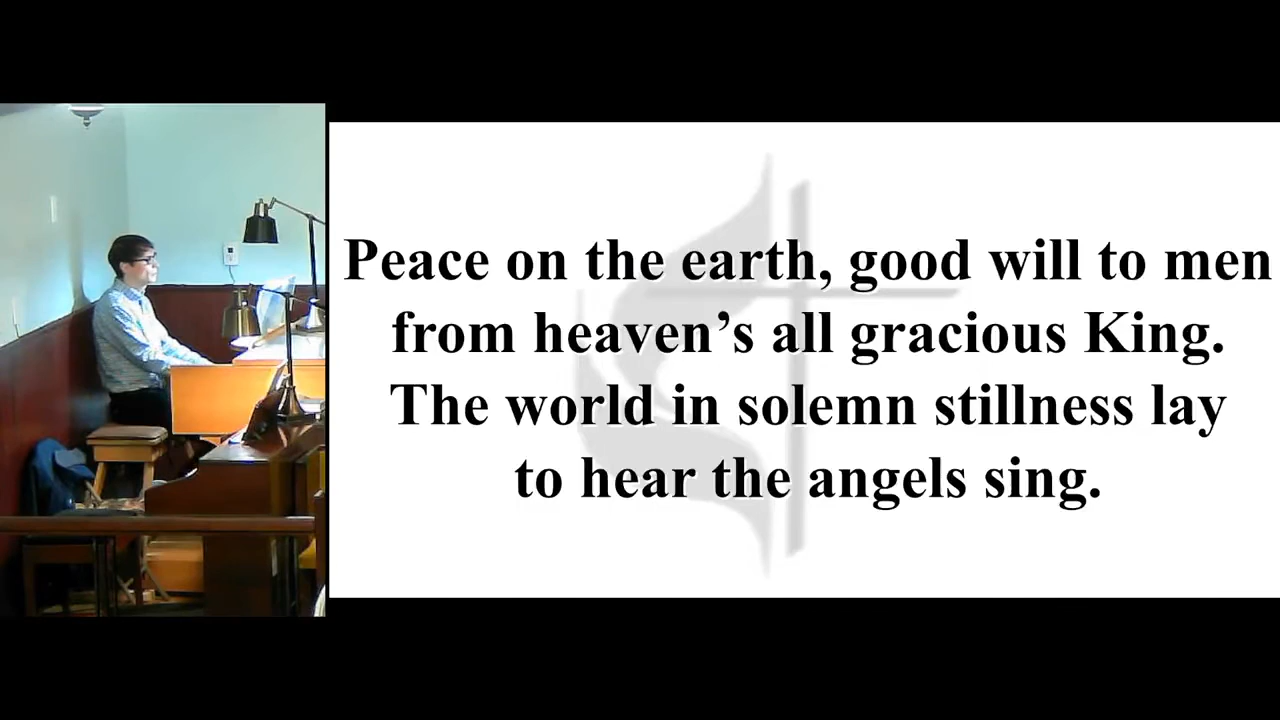 Peace on the earth, good will to men
from heaven’s all gracious King.
The world in solemn stillness lay
to hear the angels sing.